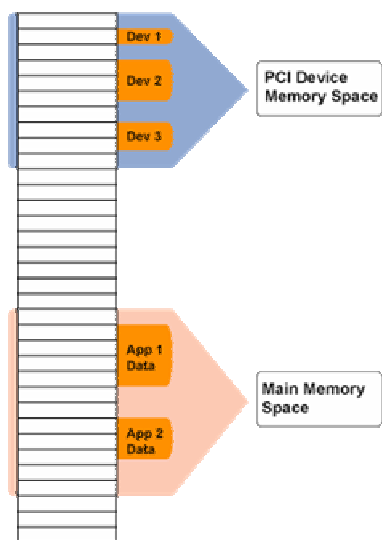 Dev 1
Dev 2
Dev 3
PCI Device
Memory Space
App 1
Data
App 2
Data
Main Memory
Space